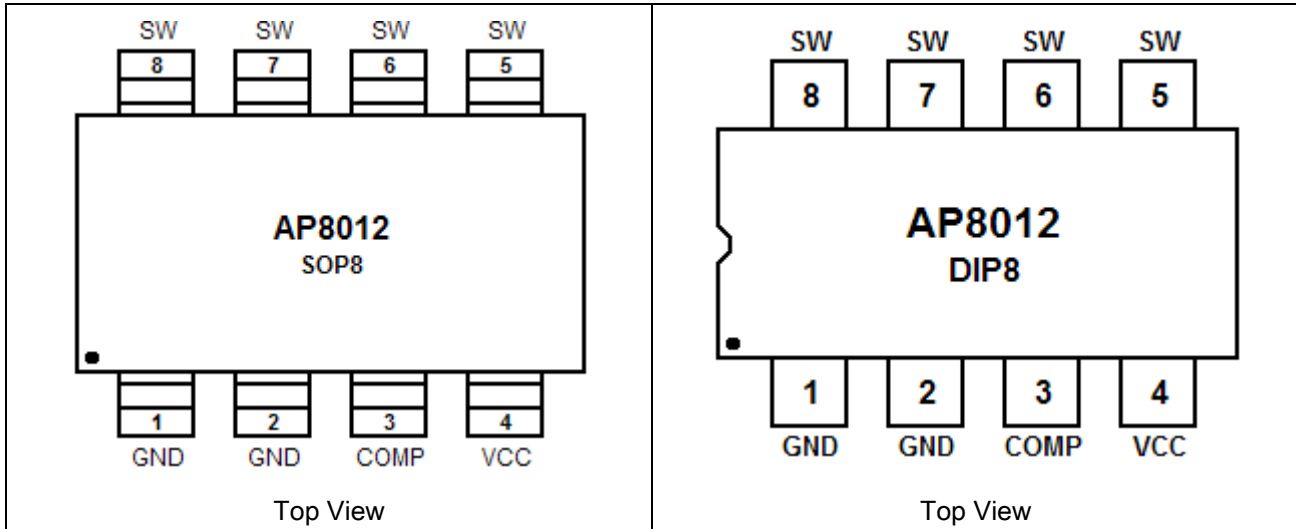 SW SW SW SW
8 7 6 5
AP8012
SOP8
1 2 3 4
GND GND COMP VCC
Top View
SW SW SW SW
8 7 6 5
AP8012
DIP8
1 2 3 4
GND GND COMP VCC
Top View